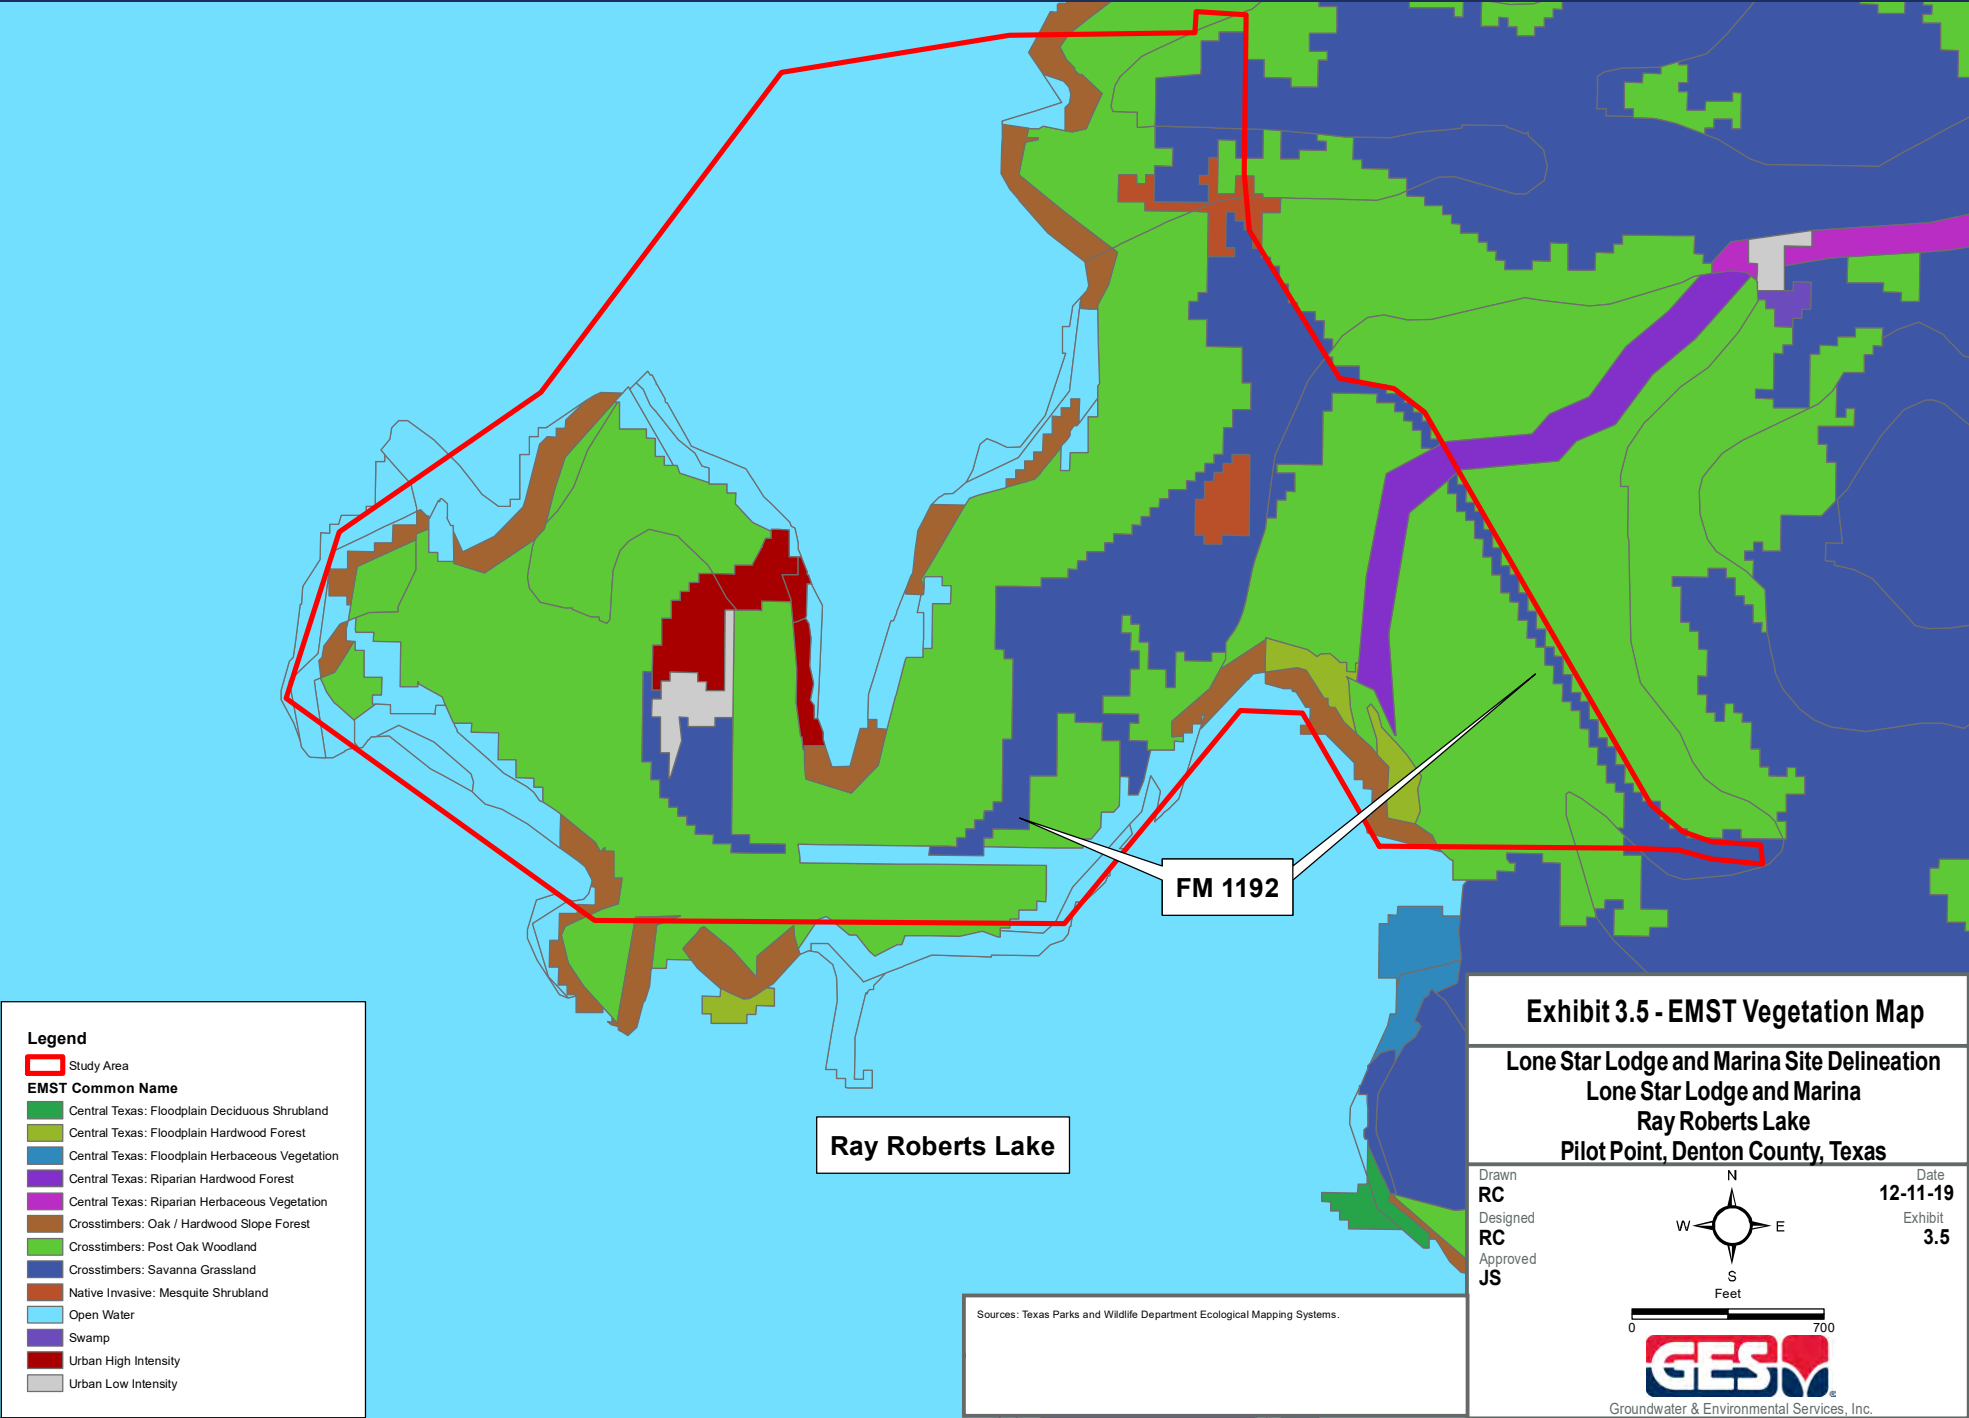 FM 1192
Ray Roberts Lake
Legend
Study Area
EMST Common Name
Central Texas: Floodplain Deciduous Shrubland
Central Texas: Floodplain Hardwood Forest
Central Texas: Floodplain Herbaceous Vegetation
Central Texas: Riparian Hardwood Forest
Central Texas: Riparian Herbaceous Vegetation
Crosstimbers: Oak / Hardwood Slope Forest
Crosstimbers: Post Oak Woodland
Crosstimbers: Savanna Grassland
Native Invasive: Mesquite Shrubland
Open Water
Swamp
Urban High Intensity
Urban Low Intensity
Sources: Texas Parks and Wildlife Department Ecological Mapping Systems.
Exhibit 3.5 - EMST Vegetation Map
Lone Star Lodge and Marina Site Delineation
Lone Star Lodge and Marina
Ray Roberts Lake
Pilot Point, Denton County, Texas
Drawn
RC
Designed
RC
Approved
JS
N
W E
S
Date
12-11-19
Exhibit
3.5
Feet
0 700
GES
Groundwater & Environmental Services, Inc.